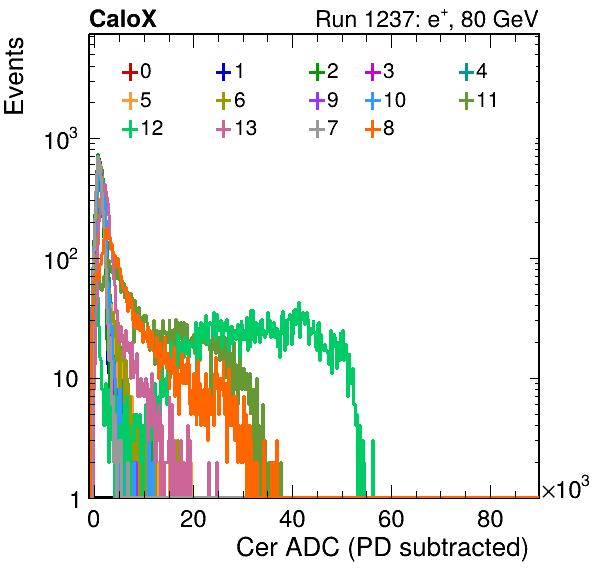 CaloX Run 1237: e⁺, 80 GeV
Events
0 1 2 3 4
5 6 9 10 11
12 13 7 8
10³
10²
10
1
0 20 40 60 80 ×10³
Cer ADC (PD subtracted)